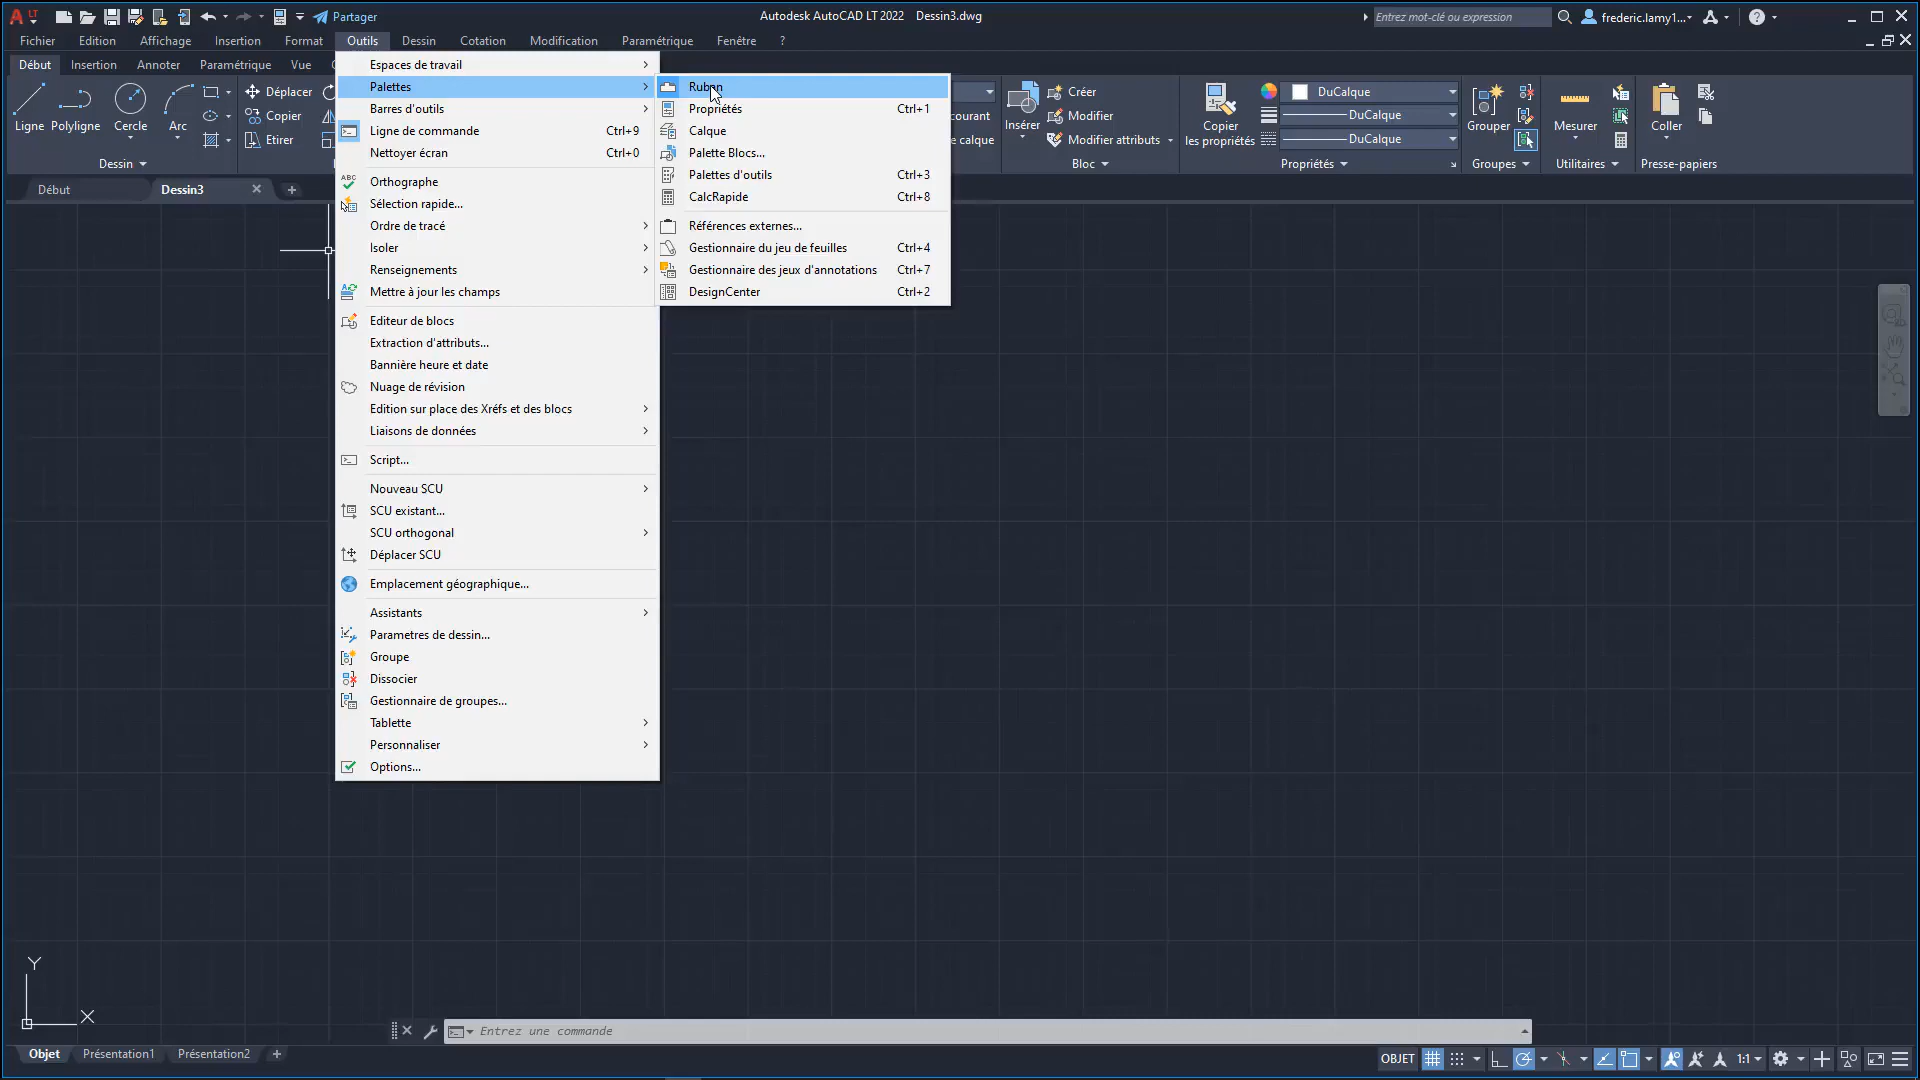 LT
Partager
Autodesk AutoCAD LT 2022 Dessin3.dwg
Entrez mot-clé ou expression
frederic.lamy1...
Fichier Edition Affichage Insertion Format Outils Dessin Cotation Modification Paramétrique Fenêtre ?
Début Insertion Annoter Paramétrique Vue
Ligne
Polyligne
Cercle
Arc
Déplacer
Copier
Etirer
Dessin
Espaces de travail
Palettes
Barres d'outils
Ligne de commande Ctrl+9
Nettoyer écran Ctrl+0
Orthographe
Sélection rapide...
Ordre de tracé
Isoler
Renseignements
Mettre à jour les champs
Editeur de blocs
Extraction d'attributs...
Bannière heure et date
Nuage de révision
Edition sur place des Xréfs et des blocs
Liaisons de données
Script...
Nouveau SCU
SCU existant...
SCU orthogonal
Déplacer SCU
Emplacement géographique...
Assistants
Parametres de dessin...
Groupe
Dissocier
Gestionnaire de groupes...
Tablette
Personnaliser
Options...
Ruban
Propriétés Ctrl+1
Calque
Palette Blocs...
Palettes d'outils Ctrl+3
CalcRapide Ctrl+8
Références externes...
Gestionnaire du jeu de feuilles Ctrl+4
Gestionnaire des jeux d'annotations Ctrl+7
DesignCenter Ctrl+2
courant
calque
Insérer
Créer
Modifier
Modifier attributs
Bloc
Copier
les propriétés
DuCalque
DuCalque
DuCalque
Propriétés
Grouper
Groupes
Mesurer
Utilitaires
Coller
Presse-papiers
Début
Dessin3
Y
X
Entrez une commande
Objet Présentation1 Présentation2
OBJET
1:1